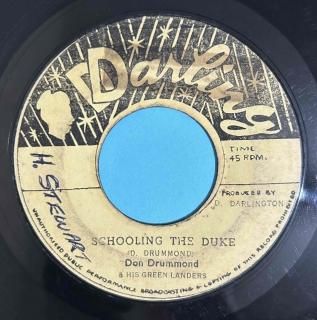 Darling
TIME
45 RPM.
H. STEWART
PRODUCED BY
D. DARLINGTON
SCHOOLING THE DUKE
(D. DRUMMOND)
Don Drummond
& HIS GREEN LANDERS
UNAUTHORISED PUBLIC PERFORMANCE BROADCASTING & COPYING OF THIS RECORD PROHIBITED